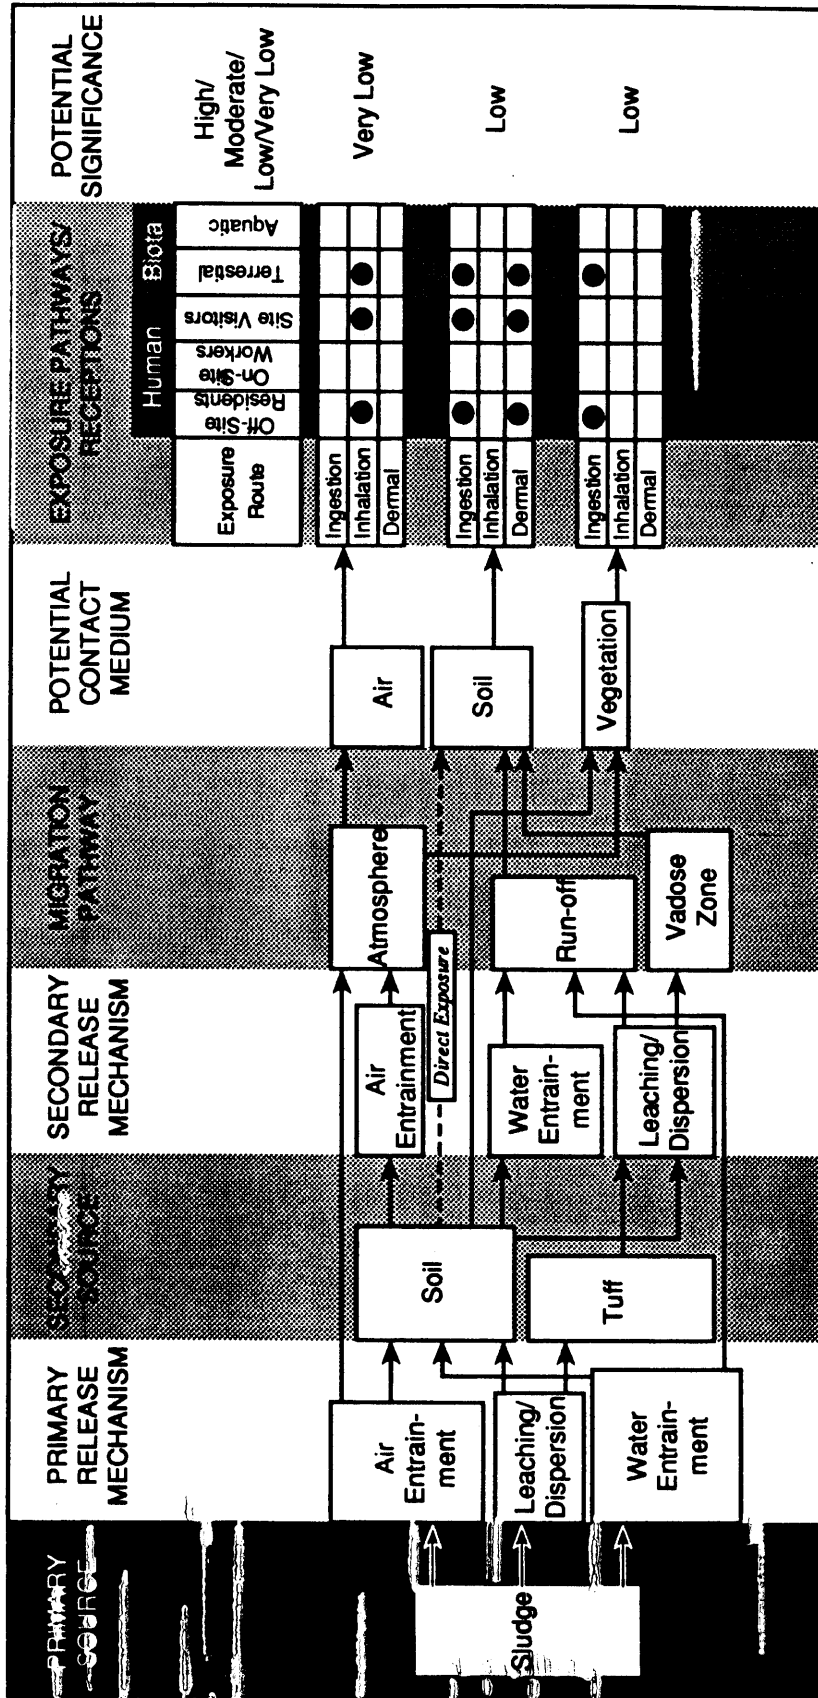 PRIMARY
SOURCE
PRIMARY
RELEASE
MECHANISM
SECONDARY
SOURCE
SECONDARY
RELEASE
MECHANISM
MIGRATION
PATHWAY
POTENTIAL
CONTACT
MEDIUM
EXPOSURE PATHWAYS/
RECEPTIONS
POTENTIAL
SIGNIFICANCE
Human
Biota
Exposure
Route
Off-Site
Residents
On-Site
Workers
Site Visitors
Terrestial
Aquatic
High/
Moderate/
Low/Very Low
Sludge
Air
Entrain-
ment
Leaching/
Dispersion
Water
Entrain-
ment
Soil
Tuff
Air
Entrainment
Direct Exposure
Water
Entrain-
ment
Leaching/
Dispersion
Atmosphere
Run-off
Vadose
Zone
Air
Soil
Vegetation
Ingestion
Inhalation
Dermal
Very Low
Ingestion
Inhalation
Dermal
Low
Ingestion
Inhalation
Dermal
Low